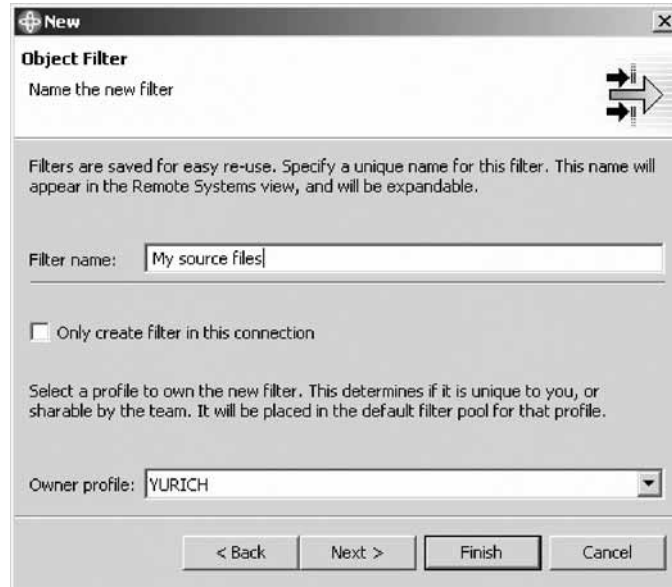 New
Object Filter
Name the new filter
Filters are saved for easy re-use. Specify a unique name for this filter. This name will
appear in the Remote Systems view, and will be expandable.
Filter name: My source files
Only create filter in this connection
Select a profile to own the new filter. This determines if it is unique to you, or
sharable by the team. It will be placed in the default filter pool for that profile.
Owner profile: YURICH
< Back Next > Finish Cancel